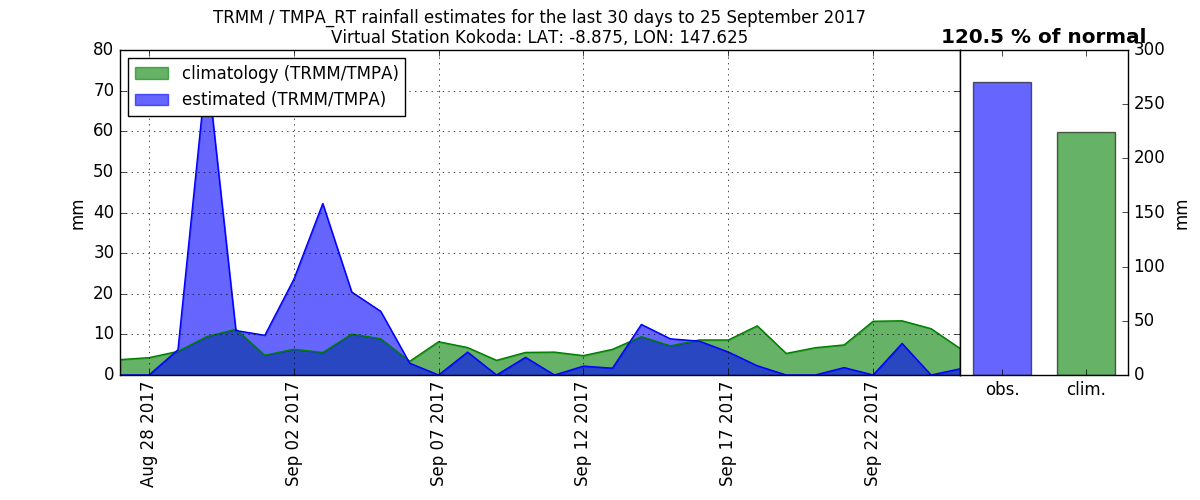 TRMM / TMPA_RT rainfall estimates for the last 30 days to 25 September 2017
Virtual Station Kokoda: LAT: -8.875, LON: 147.625
120.5 % of normal
climatology (TRMM/TMPA)
estimated (TRMM/TMPA)
mm
80
70
60
50
40
30
20
10
0
Aug 28 2017
Sep 02 2017
Sep 07 2017
Sep 12 2017
Sep 17 2017
Sep 22 2017
300
250
200
150
100
50
0
mm
obs.
clim.